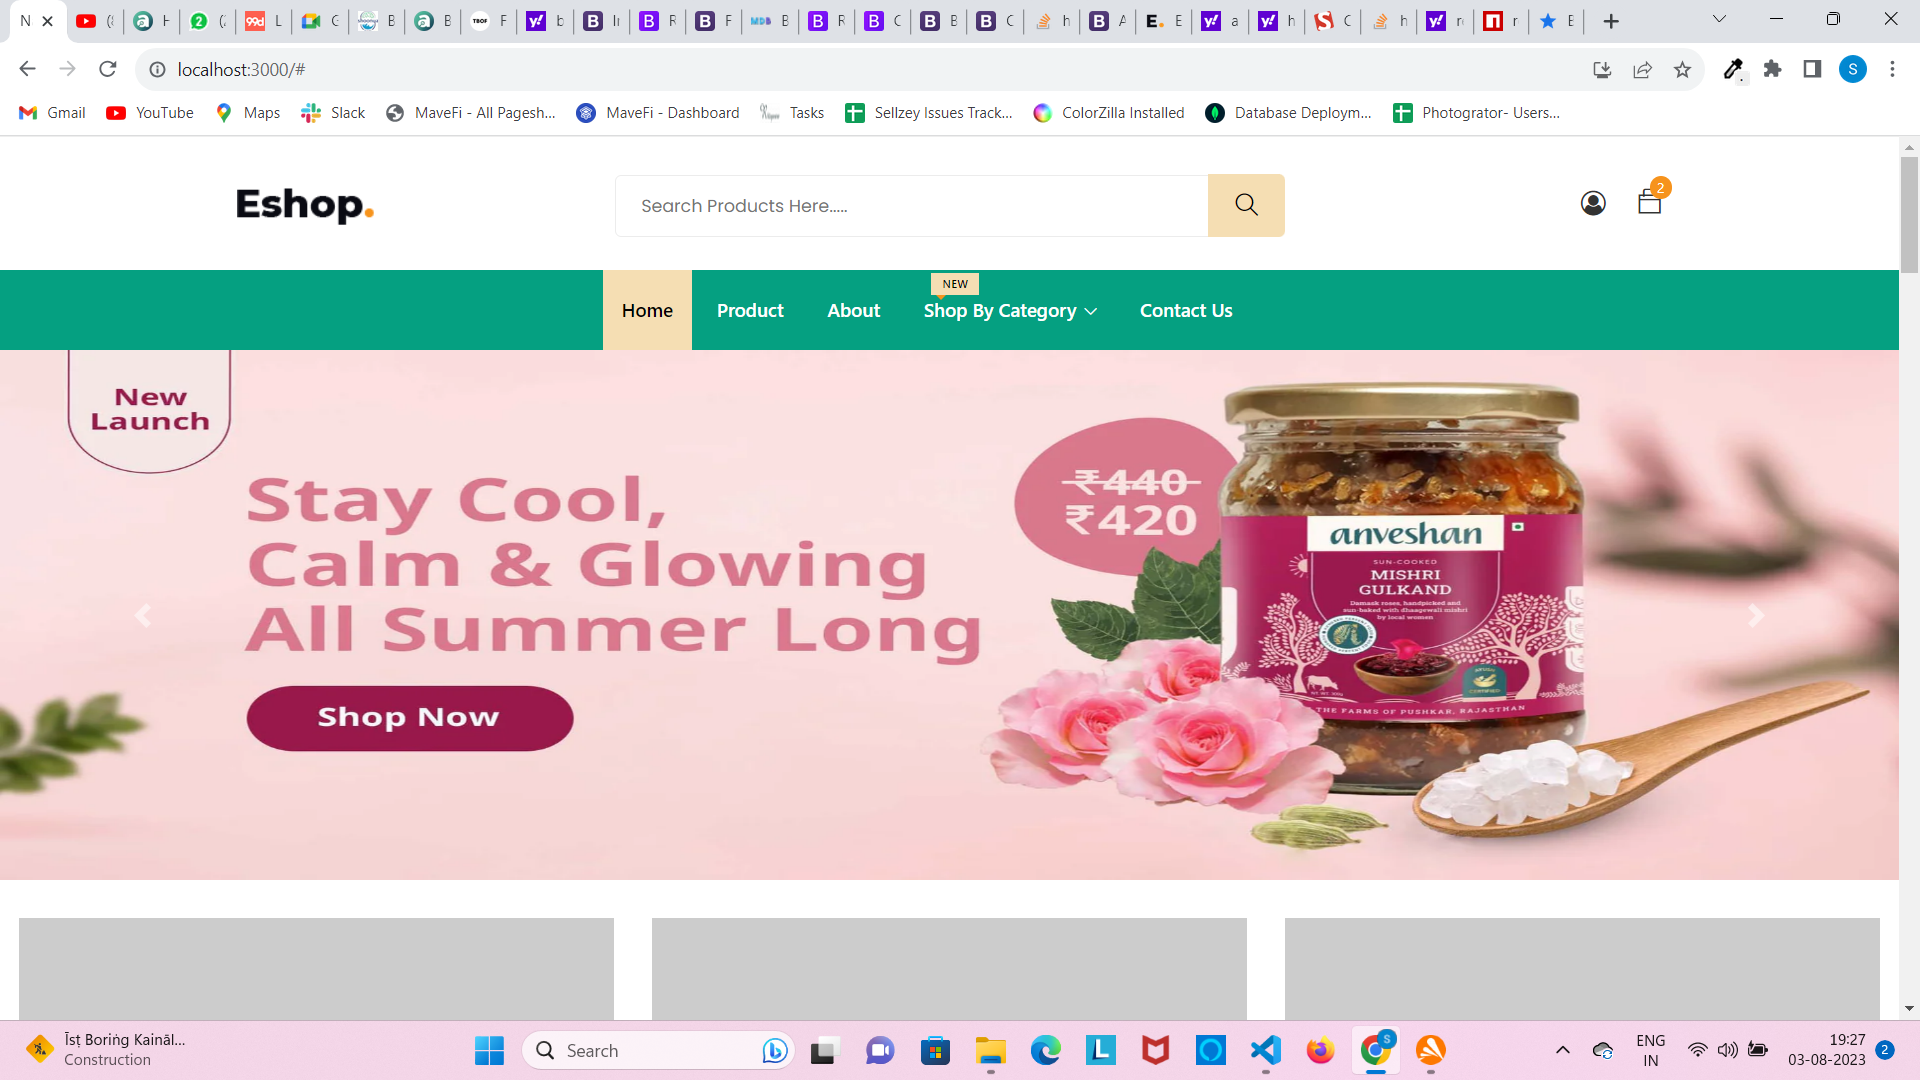 N
localhost:3000/#
Gmail
YouTube
Maps
Slack
MaveFi - All Pagesh...
MaveFi - Dashboard
Tasks
Sellzey Issues Track...
ColorZilla Installed
Database Deploym...
Photogrator- Users...
Eshop.
Search Products Here.....
2
NEW
Home
Product
About
Shop By Category
Contact Us
New
Launch
Stay Cool,
Calm & Glowing
All Summer Long
Shop Now
₹440
₹420
anveshan
SUN-COOKED
MISHRI
GULKAND
Damask roses, handpicked and
sun-baked with dhaagewali mishri
by local women
THE FARMS OF PUSHKAR, RAJASTHAN
Īsṭ Boriṅg Kaināl...
Construction
Search
ENG
IN
19:27
03-08-2023
2